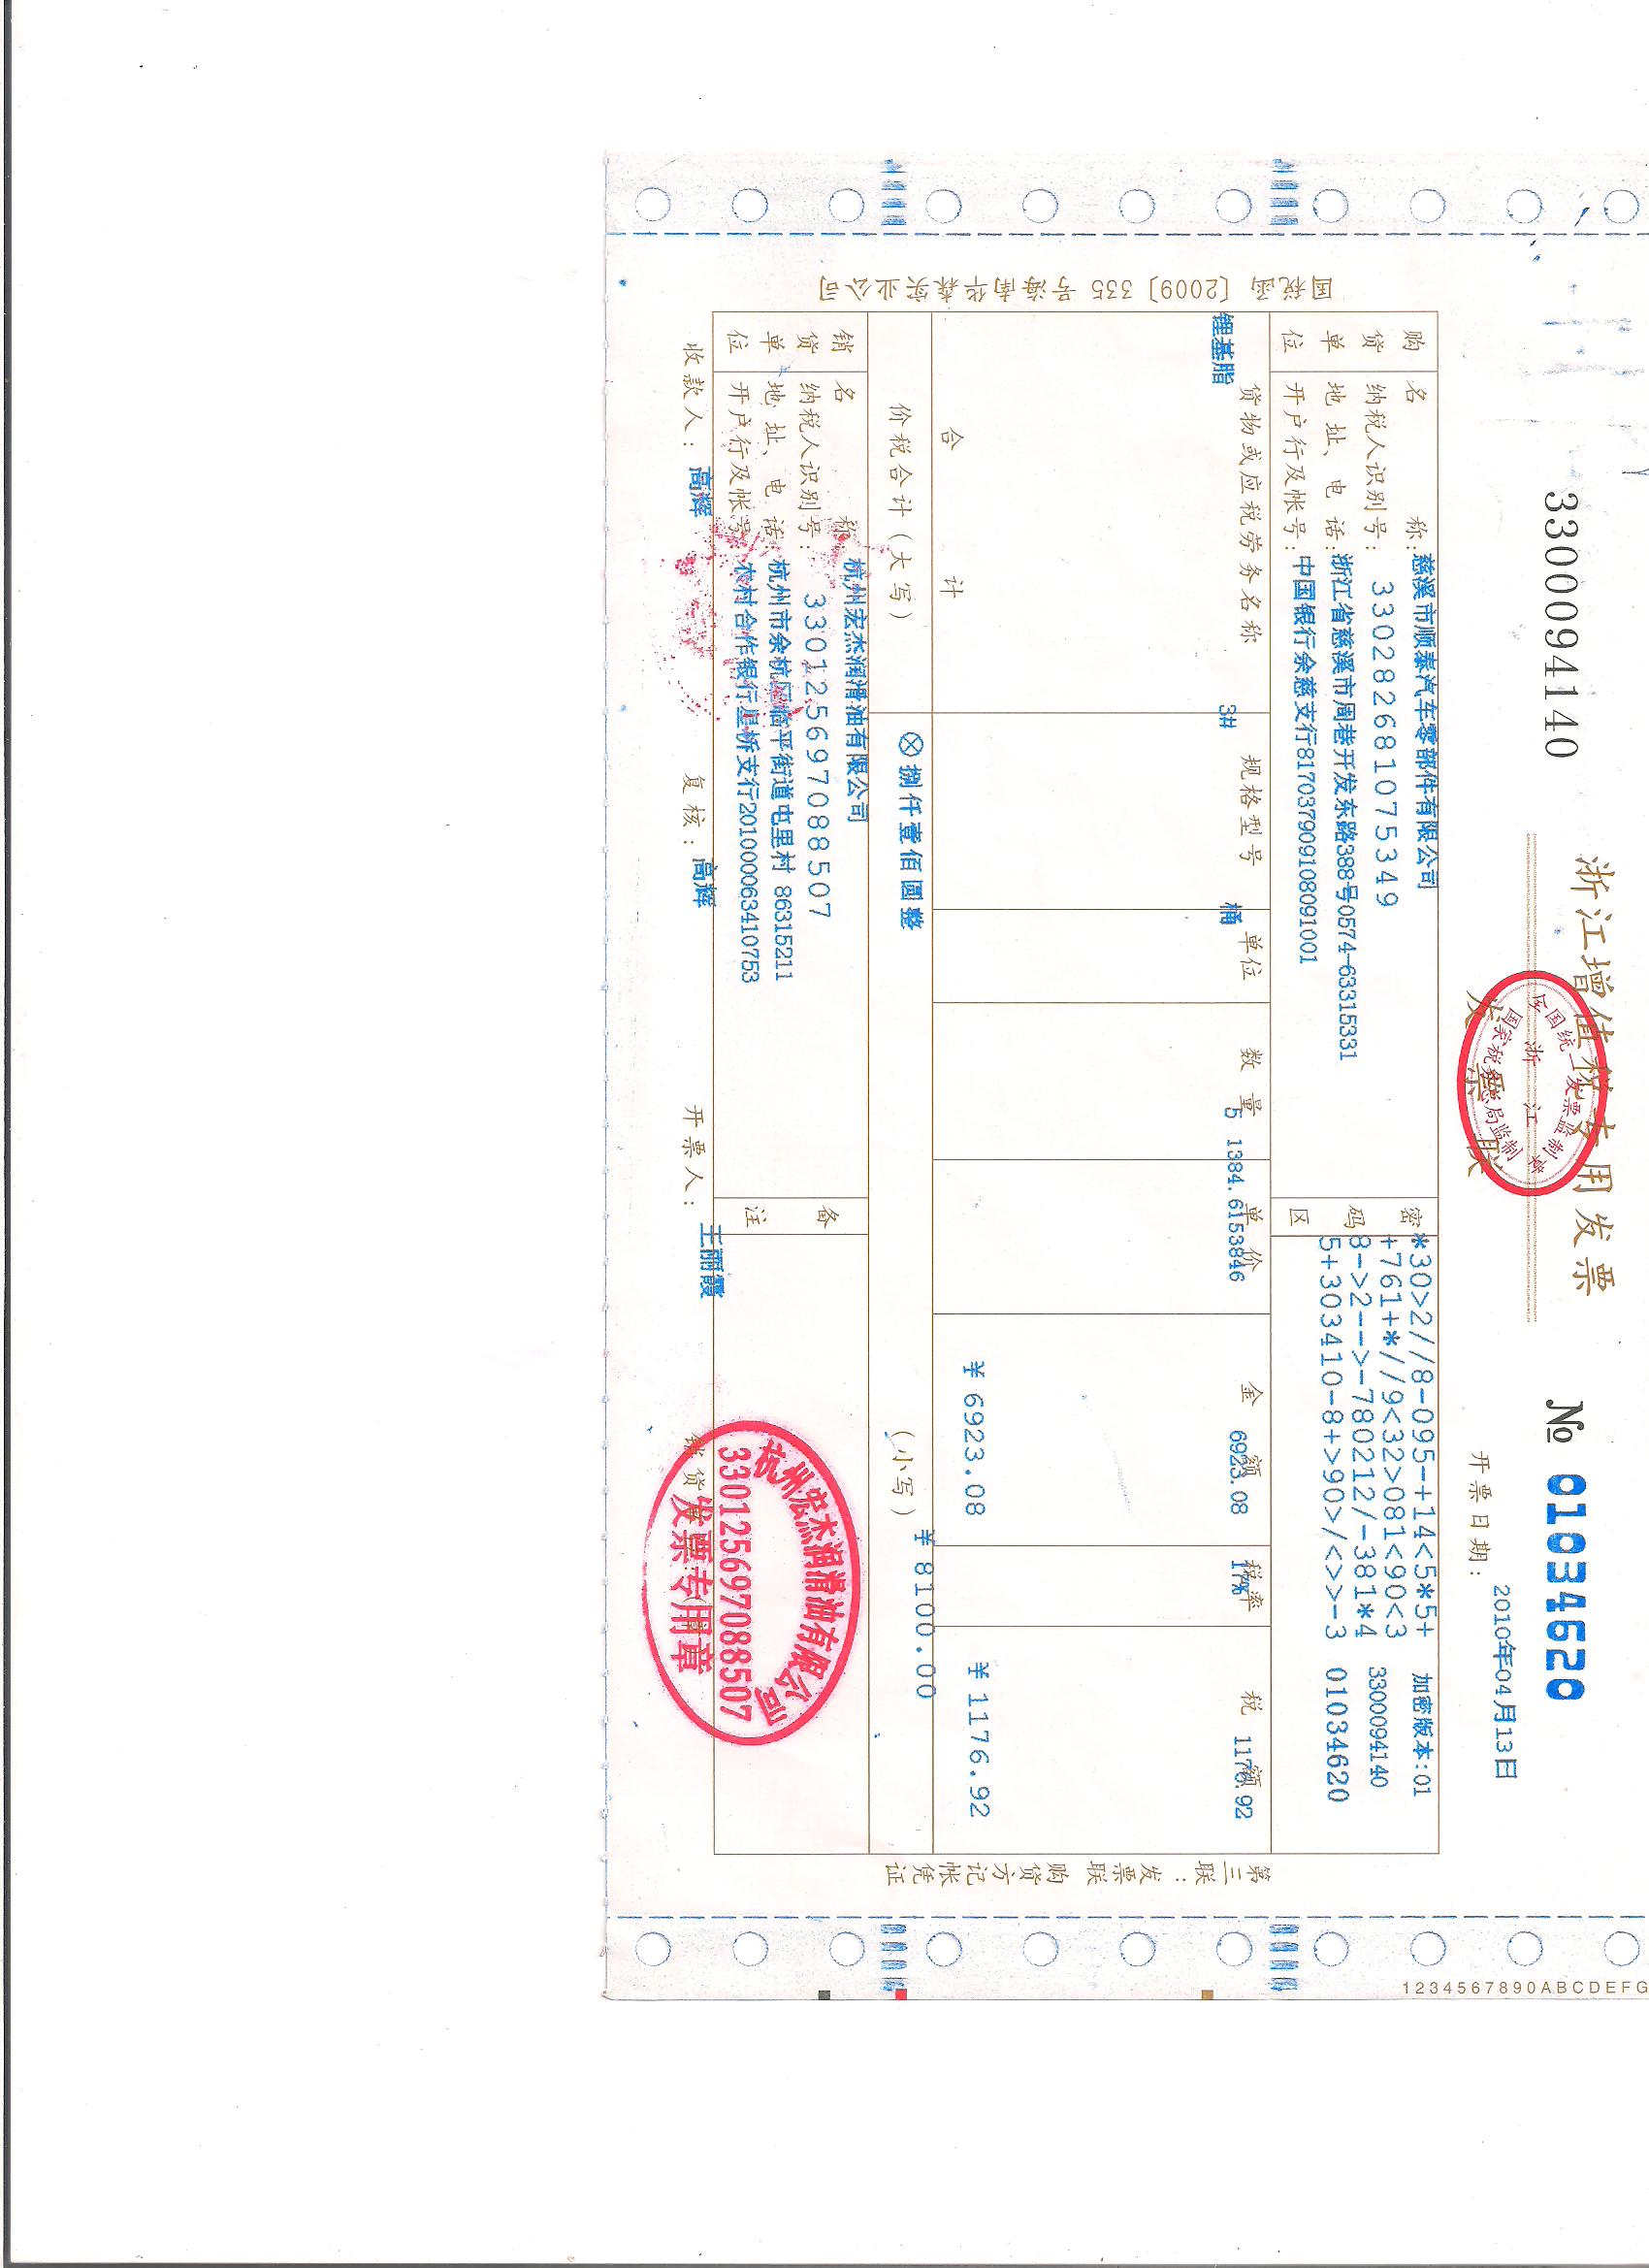 3300094140
浙江增值税专用发票
№ 01034620
发票联
全国统一发票监制章
浙江
国家税务总局监制
开票日期: 2010年04月13日
购货单位
名称: 慈溪市顺泰汽车零部件有限公司
纳税人识别号: 330282681075349
地址、电话: 浙江省慈溪市周巷开发东路388号0574-63315331
开户行及帐号: 中国银行余慈支行817037909108091001
密码区
*30>2//8-095-+14<5*5+ 加密版本:01
+761+*//9<32>081<90<3 3300094140
8->2-->-780212/-381*4
5+303410-8+>90>/<>>-3 01034620
货物或应税劳务名称 规格型号 单位 数量 单价 金额 税率 税额
锂基脂 3# 桶 5 1384.6153846 6923.08 17% 1176.92
合计 ¥6923.08 ¥1176.92
价税合计(大写) ⊗捌仟壹佰圆整 (小写) ¥8100.00
销货单位
名称: 杭州宏杰润滑油有限公司
纳税人识别号: 330125697088507
地址、电话: 杭州市余杭区临平街道屯里村 86315211
开户行及帐号: 农村合作银行星桥支行201000063410753
备注
收款人: 高辉 复核: 高辉 开票人: 王丽霞
杭州宏杰润滑油有限公司
330125697088507
发票专用章
国税函〔2009〕335号海南华森实业公司
第三联:发票联 购货方记帐凭证
1234567890ABCDEFG